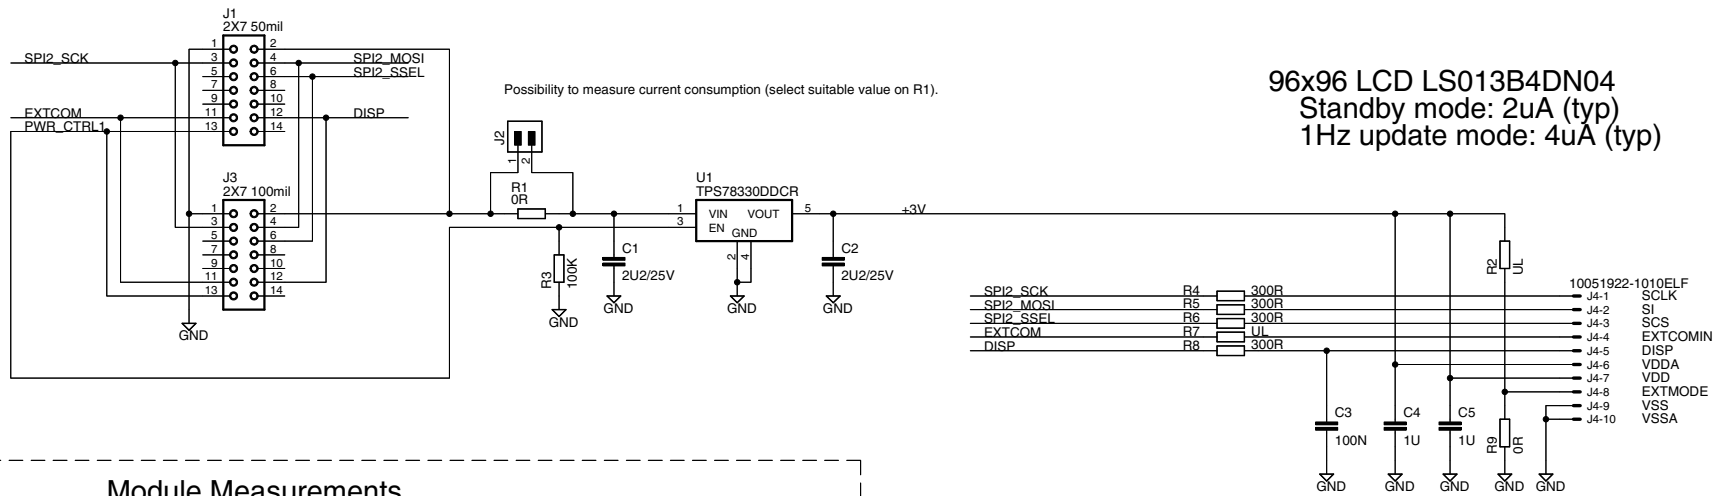 J1
2X7 50mil
1 2
SPI2_SCK 3 4 SPI2_MOSI
5 6 SPI2_SSEL
7 8
9 10
EXTCOM 11 12 DISP
PWR_CTRL1 13 14
J3
2X7 100mil
1 2
3 4
5 6
7 8
9 10
11 12
13 14
GND
Possibility to measure current consumption (select suitable value on R1).
J2
1 2
R1
0R
R3
100K
GND
C1
2U2/25V
GND
U1
TPS78330DDCR
1 VIN VOUT 5
3 EN GND
2 4
GND
C2
2U2/25V
GND
+3V
96x96 LCD LS013B4DN04
Standby mode: 2uA (typ)
1Hz update mode: 4uA (typ)
R2
UL
10051922-1010ELF
SPI2_SCK R4 300R J4-1 SCLK
SPI2_MOSI R5 300R J4-2 SI
SPI2_SSEL R6 300R J4-3 SCS
EXTCOM R7 UL J4-4 EXTCOMIN
DISP R8 300R J4-5 DISP
J4-6 VDDA
J4-7 VDD
J4-8 EXTMODE
J4-9 VSS
J4-10 VSSA
C3
100N
GND
C4
1U
GND
C5
1U
GND
R9
0R
GND
GND
Module Measurements